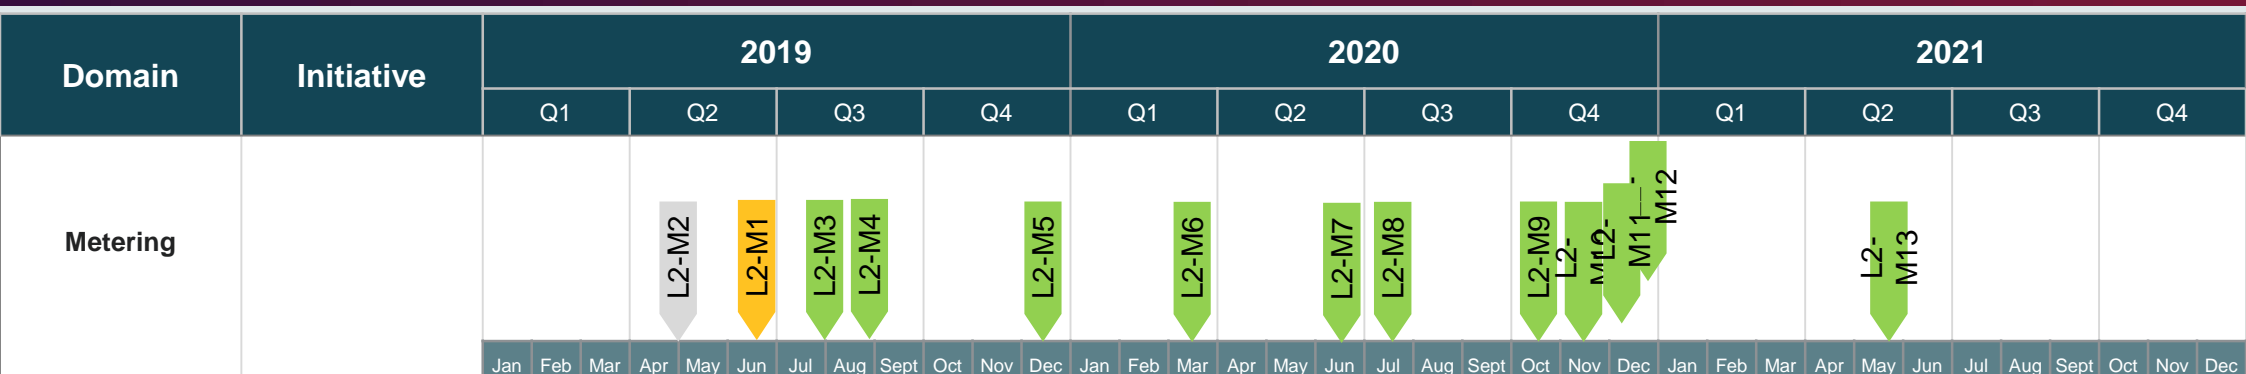 Domain
Initiative
2019
2020
2021
Q1
Q2
Q3
Q4
Q1
Q2
Q3
Q4
Q1
Q2
Q3
Q4
Metering
L2-M2
L2-M1
L2-M3
L2-M4
L2-M5
L2-M6
L2-M7
L2-M8
L2-M9
L2-
L2-
M11
M12
L2-
M13
Jan Feb Mar Apr May Jun Jul Aug Sept Oct Nov Dec Jan Feb Mar Apr May Jun Jul Aug Sept Oct Nov Dec Jan Feb Mar Apr May Jun Jul Aug Sept Oct Nov Dec